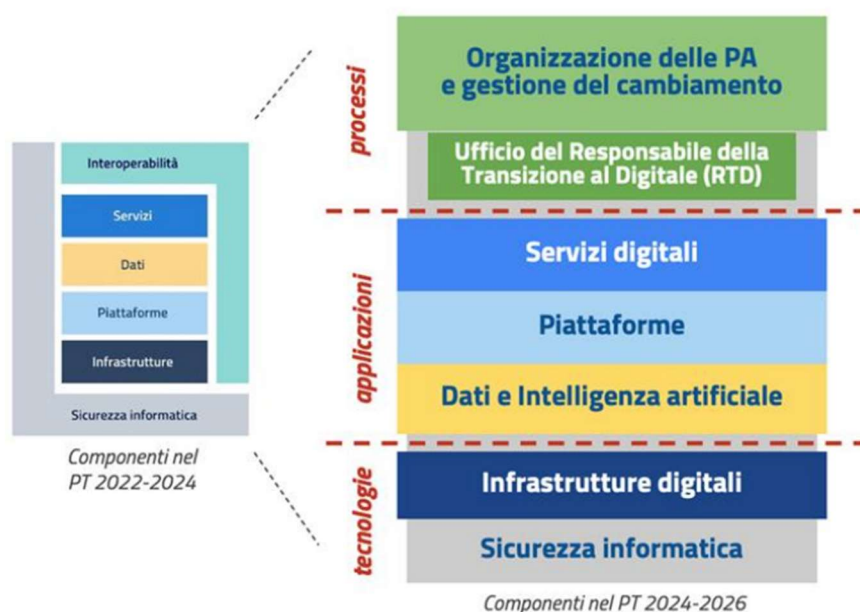 Interoperabilità
Servizi
Dati
Piattaforme
Infrastrutture
Sicurezza informatica
Componenti nel
PT 2022-2024
processi
Organizzazione delle PA
e gestione del cambiamento
Ufficio del Responsabile della
Transizione al Digitale (RTD)
applicazioni
Servizi digitali
Piattaforme
Dati e Intelligenza artificiale
tecnologie
Infrastrutture digitali
Sicurezza informatica
Componenti nel PT 2024-2026